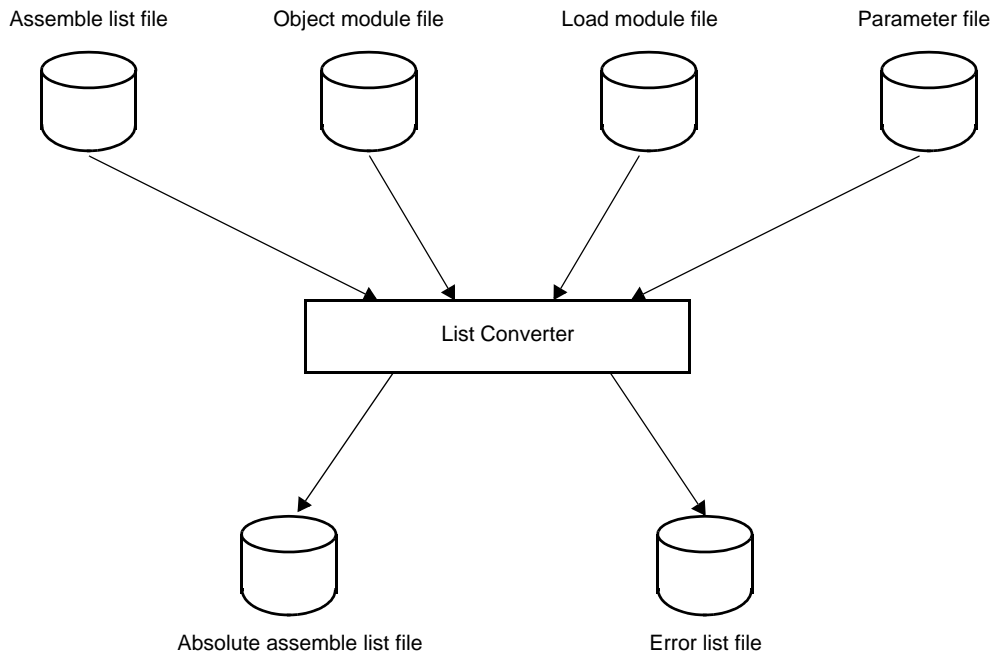 Assemble list file
Object module file
Load module file
Parameter file
List Converter
Absolute assemble list file
Error list file